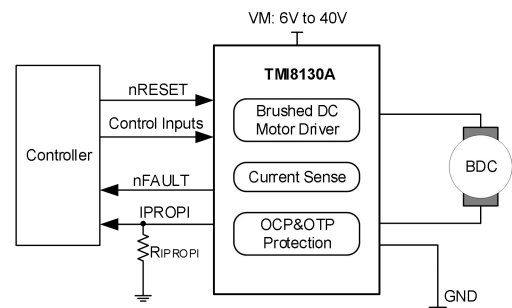 VM: 6V to 40V
TMI8130A
nRESET
Brushed DC
Motor Driver
Control Inputs
Controller
BDC
Current Sense
nFAULT
IPROPI
OCP&OTP
Protection
RIPROPI
GND